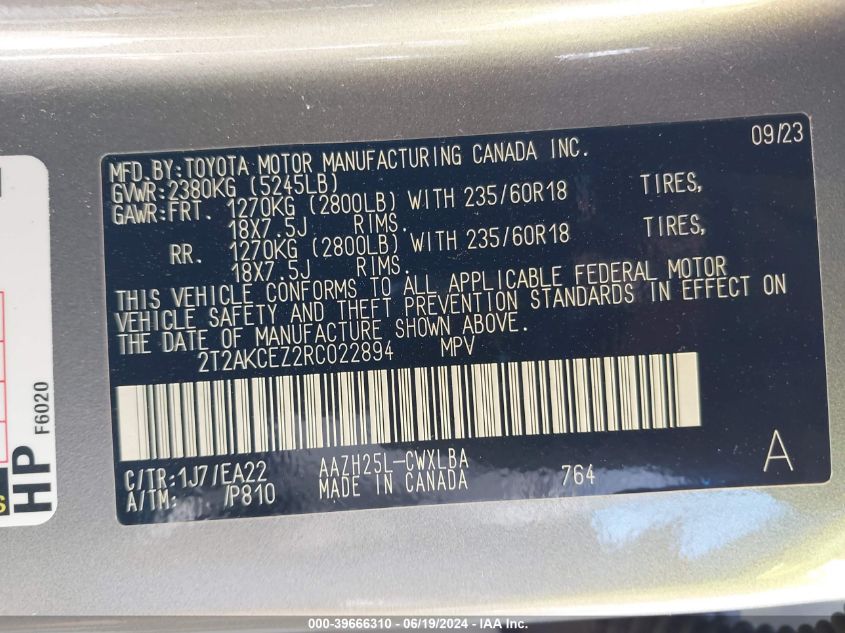 09/23
MFD.BY:TOYOTA MOTOR MANUFACTURING CANADA INC.
GVWR:2380KG (5245LB)
GAWR:FRT. 1270KG (2800LB) WITH 235/60R18 TIRES,
18X7.5J RIMS.
RR. 1270KG (2800LB) WITH 235/60R18 TIRES,
18X7.5J RIMS.
THIS VEHICLE CONFORMS TO ALL APPLICABLE FEDERAL MOTOR
VEHICLE SAFETY AND THEFT PREVENTION STANDARDS IN EFFECT ON
THE DATE OF MANUFACTURE SHOWN ABOVE.
2T2AKCEZ2RC022894 MPV
C/TR:1J7/EA22 AAZH25L-CWXLBA
A/TM: /P810 MADE IN CANADA 764 A
HP F6020
000-39666310 - 06/19/2024 - IAA Inc.